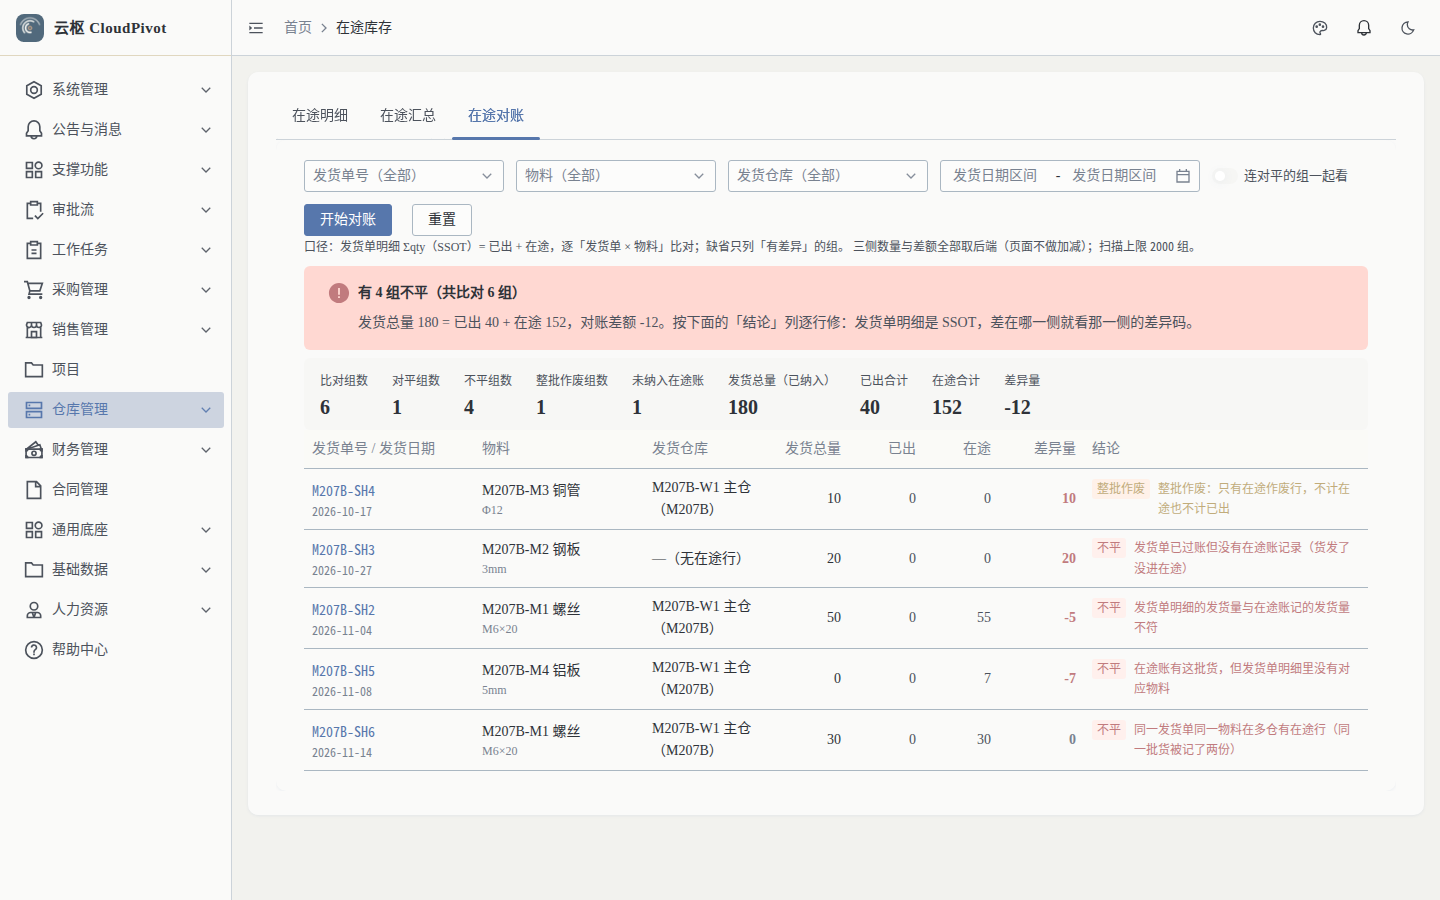 云枢 CloudPivot
首页
在途库存
系统管理
公告与消息
支撑功能
审批流
工作任务
采购管理
销售管理
项目
仓库管理
财务管理
合同管理
通用底座
基础数据
人力资源
帮助中心
在途明细
在途汇总
在途对账
发货单号（全部）
物料（全部）
发货仓库（全部）
发货日期区间 - 发货日期区间
连对平的组一起看
开始对账
重置
口径：发货单明细 Σqty（SSOT）= 已出 + 在途，逐「发货单 × 物料」比对；缺省只列「有差异」的组。 三侧数量与差额全部取后端（页面不做加减）；扫描上限 2000 组。
有 4 组不平（共比对 6 组）
发货总量 180 = 已出 40 + 在途 152，对账差额 -12。按下面的「结论」列逐行修：发货单明细是 SSOT，差在哪一侧就看那一侧的差异码。
比对组数 对平组数 不平组数 整批作废组数 未纳入在途账 发货总量（已纳入） 已出合计 在途合计 差异量
6 1 4 1 1 180 40 152 -12
发货单号 / 发货日期 物料 发货仓库 发货总量 已出 在途 差异量 结论
M207B-SH4
2026-10-17
M207B-M3 铜管
Φ12
M207B-W1 主仓
（M207B）
10 0 0 10
整批作废
整批作废：只有在途作废行，不计在
途也不计已出
M207B-SH3
2026-10-27
M207B-M2 钢板
3mm
—（无在途行）
20 0 0 20
不平
发货单已过账但没有在途账记录（货发了
没进在途）
M207B-SH2
2026-11-04
M207B-M1 螺丝
M6×20
M207B-W1 主仓
（M207B）
50 0 55 -5
不平
发货单明细的发货量与在途账记的发货量
不符
M207B-SH5
2026-11-08
M207B-M4 铝板
5mm
M207B-W1 主仓
（M207B）
0 0 7 -7
不平
在途账有这批货，但发货单明细里没有对
应物料
M207B-SH6
2026-11-14
M207B-M1 螺丝
M6×20
M207B-W1 主仓
（M207B）
30 0 30 0
不平
同一发货单同一物料在多仓有在途行（同
一批货被记了两份）